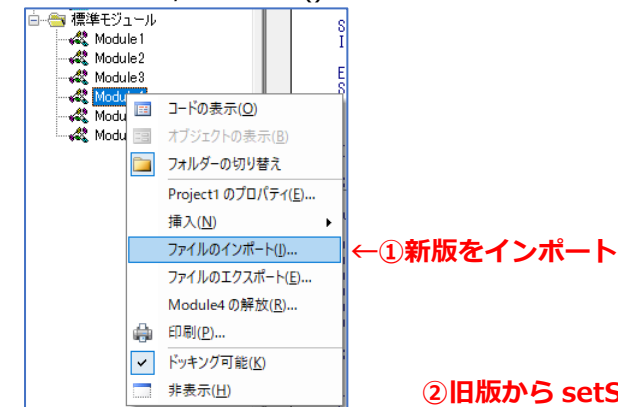 ()
標準モジュール
Module1
Module2
Module3
Modu
Modu
コードの表示(O)
オブジェクトの表示(B)
フォルダーの切り替え
Project1 のプロパティ(E)...
挿入(N)
ファイルのインポート(I)...
←①新版をインポート
ファイルのエクスポート(E)...
Module4 の解放(R)...
印刷(P)...
ドッキング可能(K)
非表示(H)
②旧版から setS